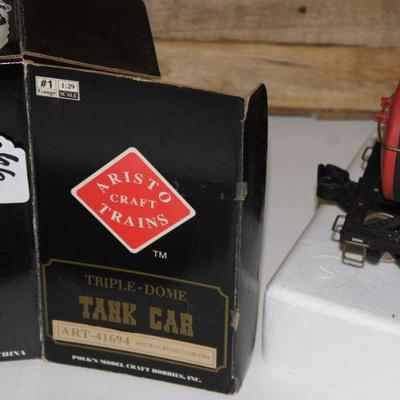 #1 1:29
Gauge SCALE
66
ARISTO
CRAFT
TRAINS
TM
TRIPLE-DOME
TANK CAR
ART-41694
POLK'S MODEL CRAFT HOBBIES, INC.
CHINA